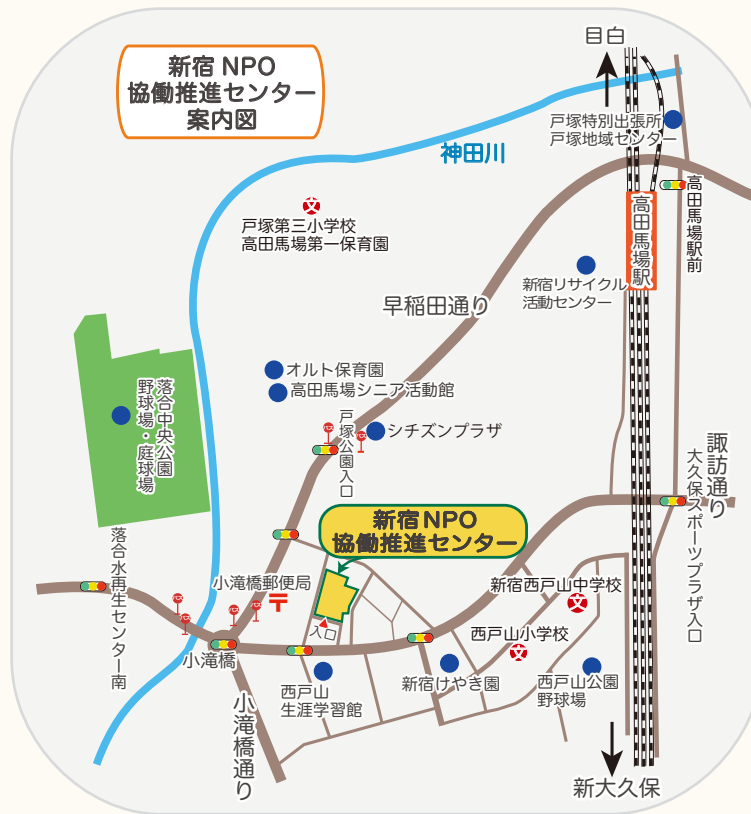 新宿 NPO
協働推進センター
案内図
目白
戸塚特別出張所
戸塚地域センター
神田川
高田馬場駅前
高田馬場駅
戸塚第三小学校
高田馬場第一保育園
新宿リサイクル
活動センター
早稲田通り
オルト保育園
高田馬場シニア活動館
落合中央公園
野球場・庭球場
戸塚公園入口
シチズンプラザ
諏訪通り
大久保スポーツプラザ入口
新宿NPO
協働推進センター
落合水再生センター南
小滝橋郵便局
〒
入口
新宿西戸山中学校
西戸山小学校
小滝橋
西戸山
生涯学習館
新宿けやき園
西戸山公園
野球場
小滝橋通り
新大久保